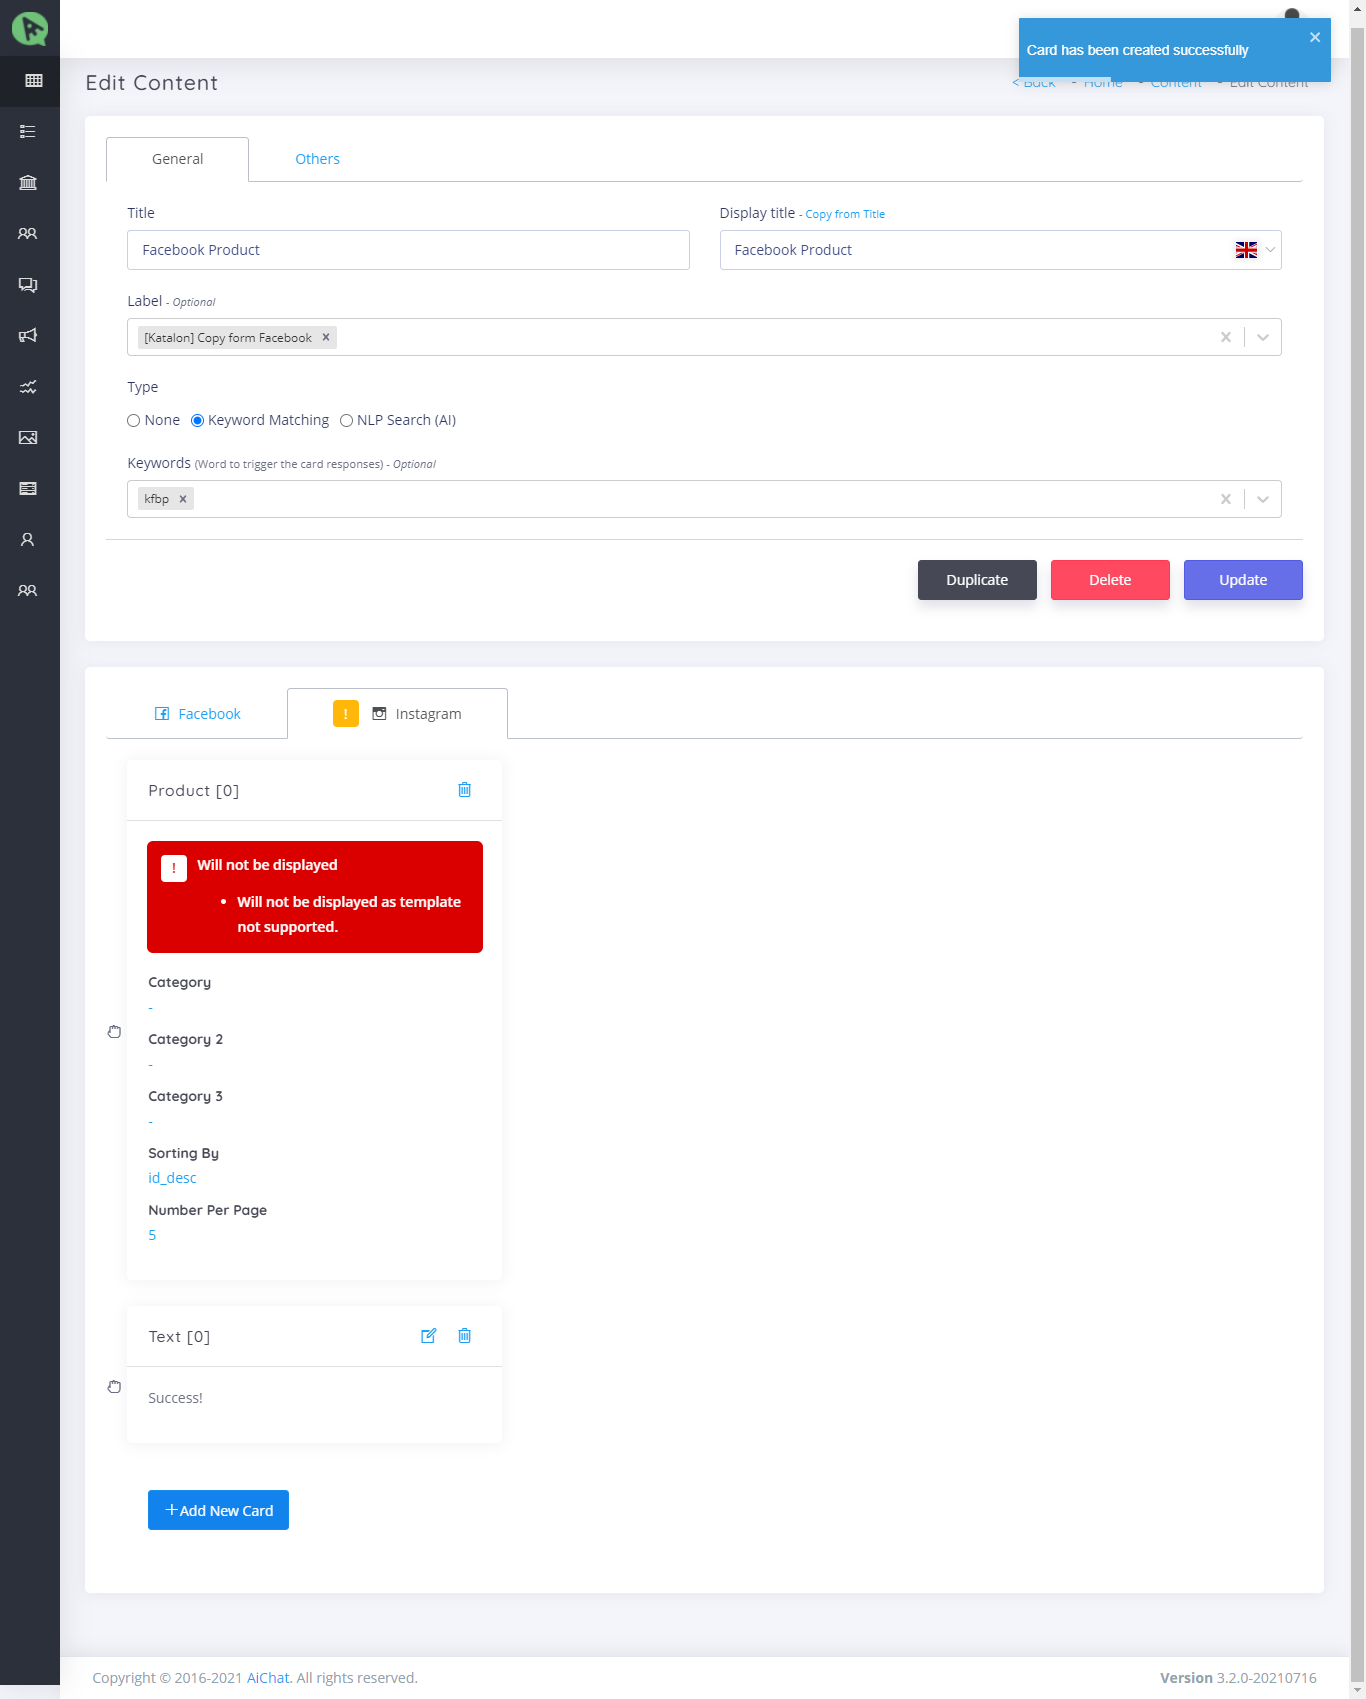 Card has been created successfully
Edit Content
< Back - Home - Content - Edit Content
General
Others
Title
Display title - Copy from Title
Facebook Product
Facebook Product
Label - Optional
[Katalon] Copy form Facebook ×
Type
None Keyword Matching NLP Search (AI)
Keywords (Word to trigger the card responses) - Optional
kfbp ×
Duplicate
Delete
Update
Facebook
! Instagram
Product [0]
! Will not be displayed
• Will not be displayed as template
not supported.
Category
-
Category 2
-
Category 3
-
Sorting By
id_desc
Number Per Page
5
Text [0]
Success!
+Add New Card
Copyright © 2016-2021 AiChat. All rights reserved.
Version 3.2.0-20210716